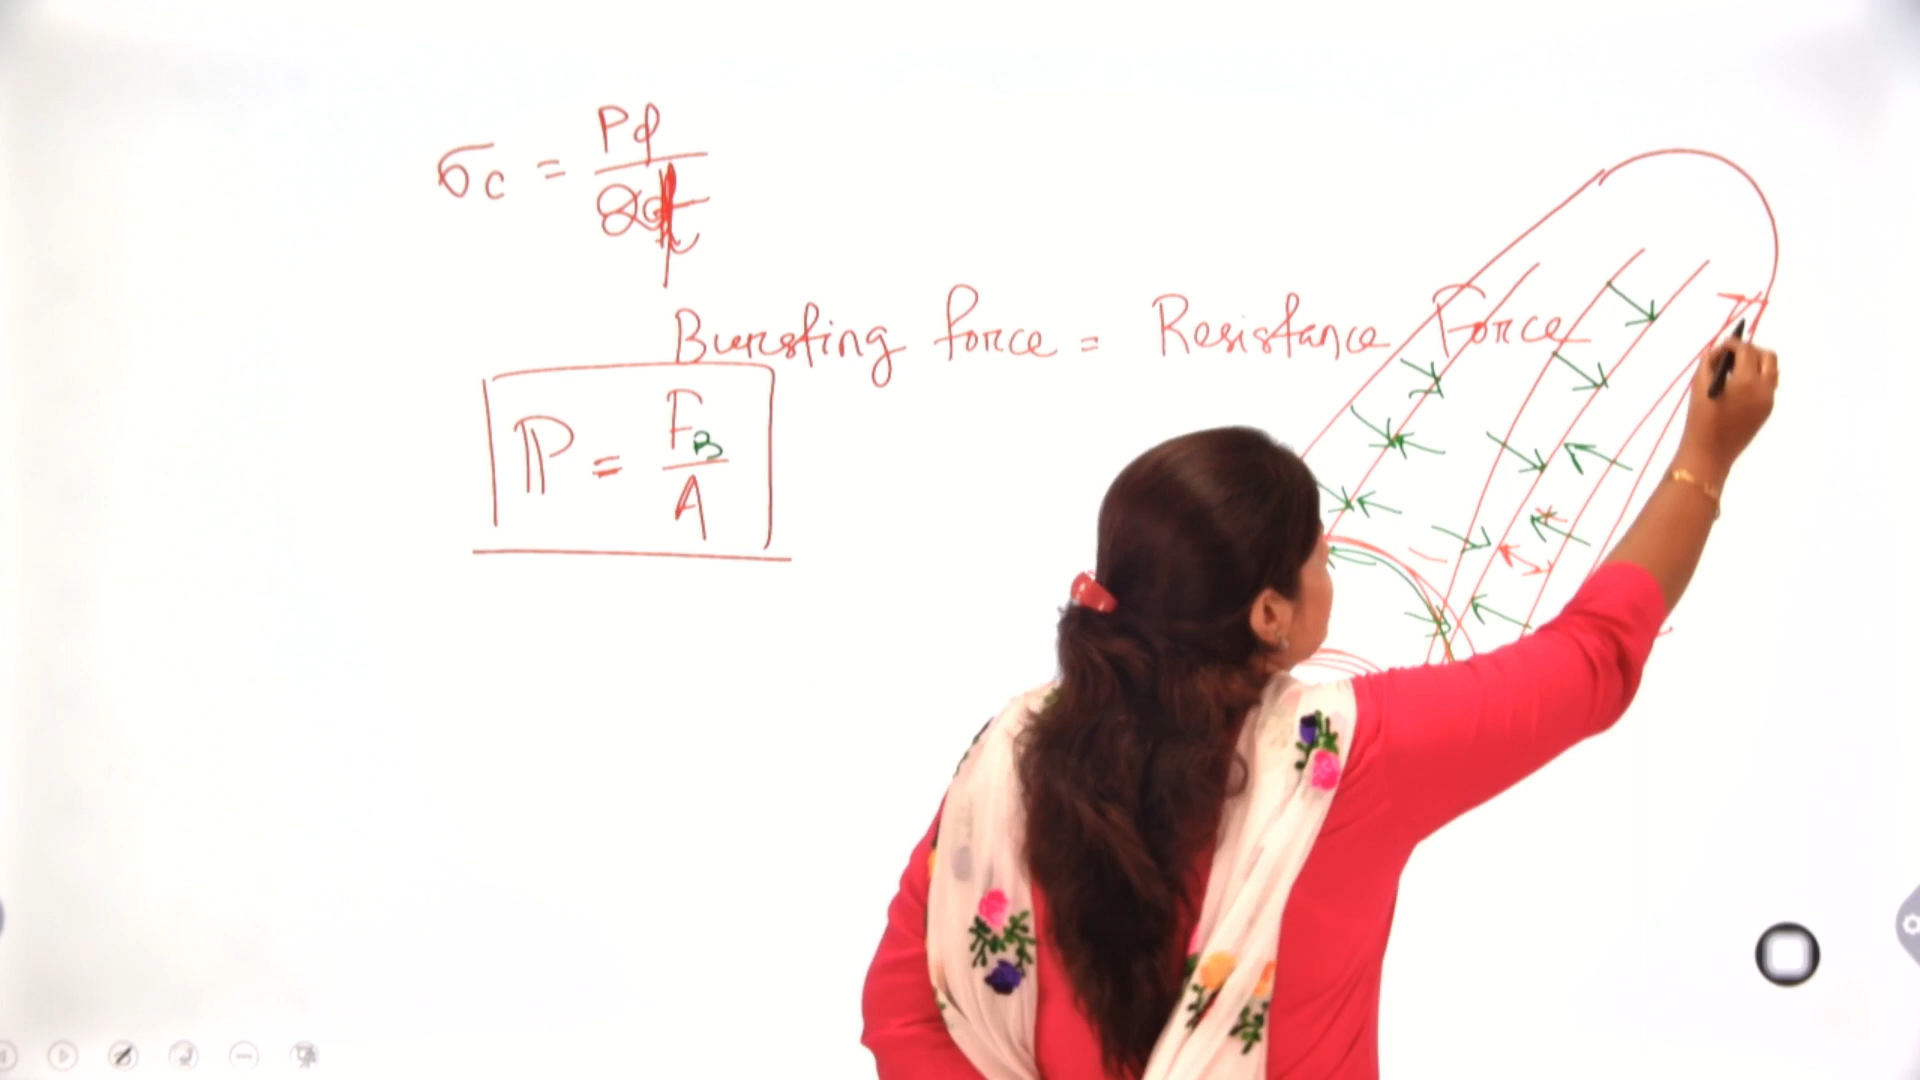 σc = Pd / 2t
Bursting force = Resistance Force
P = FB / A